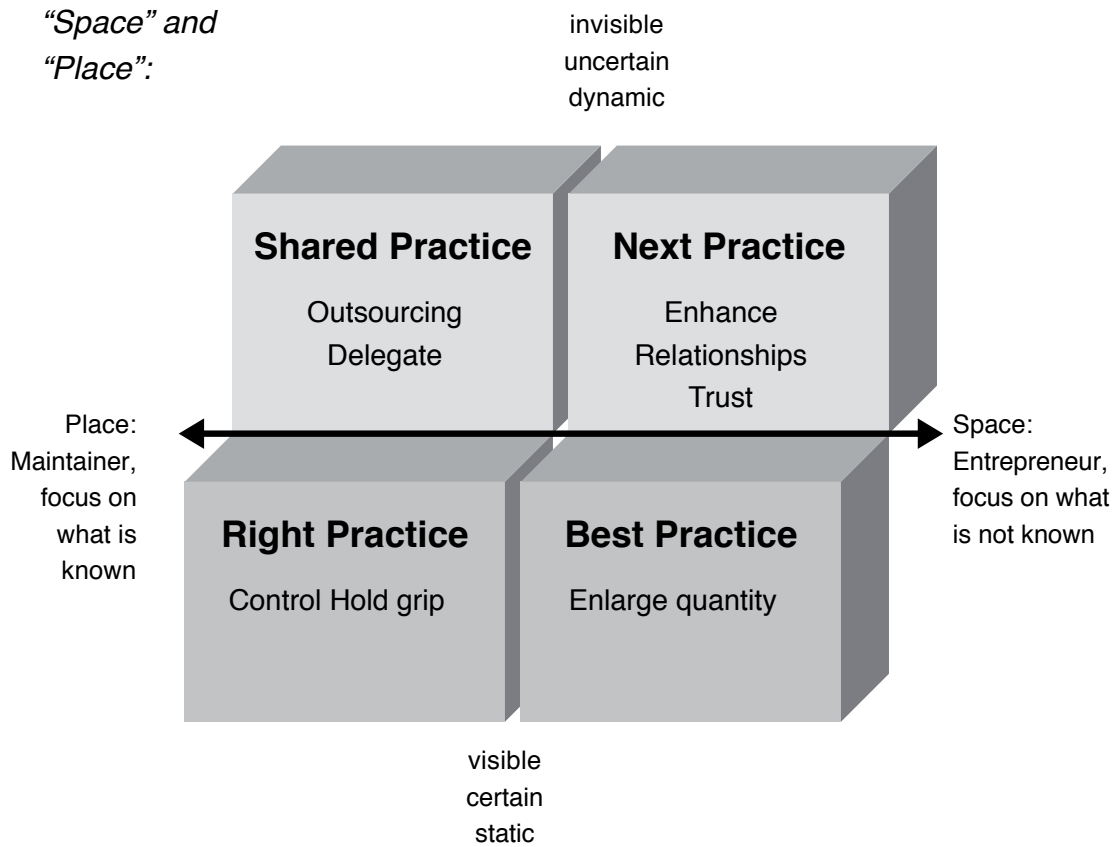 “Space” and
“Place”:
invisible
uncertain
dynamic
Shared Practice
Outsourcing
Delegate
Next Practice
Enhance
Relationships
Trust
Place:
Maintainer,
focus on
what is
known
Space:
Entrepreneur,
focus on what
is not known
Right Practice
Control Hold grip
Best Practice
Enlarge quantity
visible
certain
static